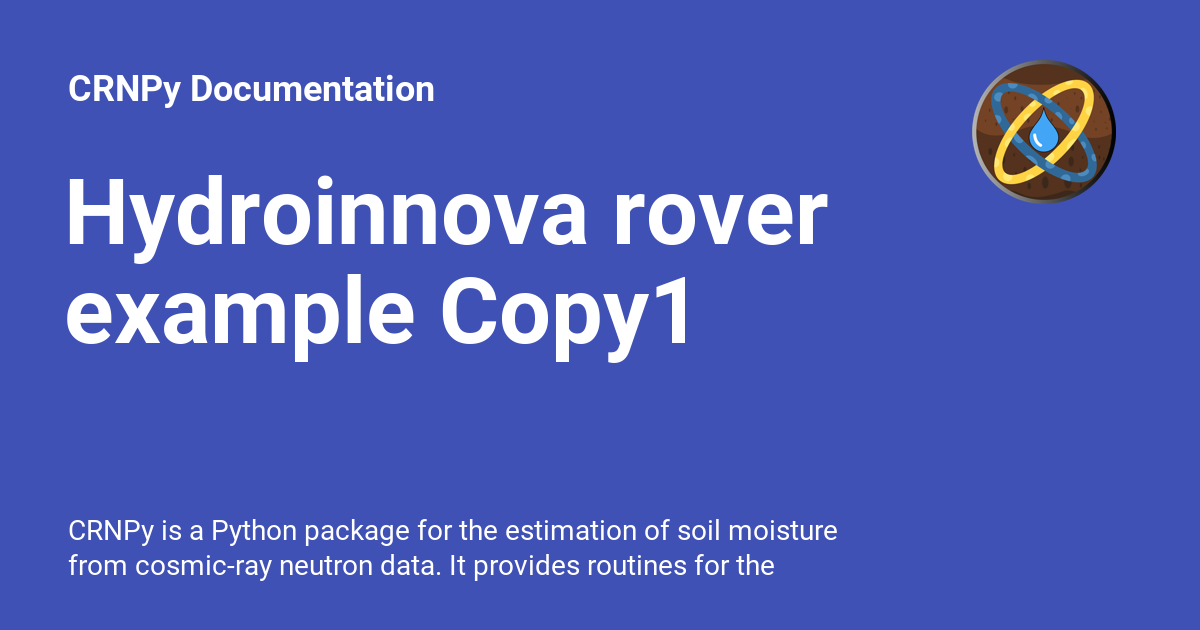 CRNPy Documentation
Hydroinnova rover
example Copy1
CRNPy is a Python package for the estimation of soil moisture
from cosmic-ray neutron data. It provides routines for the